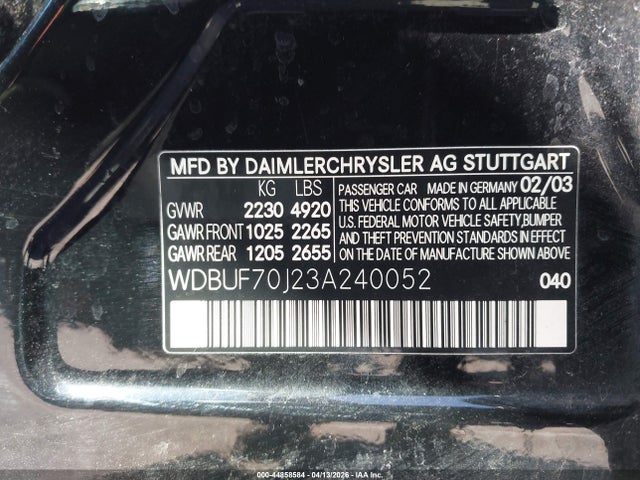 MFD BY DAIMLERCHRYSLER AG STUTTGART
KG LBS
GVWR 2230 4920
GAWR FRONT 1025 2265
GAWR REAR 1205 2655
PASSENGER CAR MADE IN GERMANY 02/03
THIS VEHICLE CONFORMS TO ALL APPLICABLE
U.S. FEDERAL MOTOR VEHICLE SAFETY,BUMPER
AND THEFT PREVENTION STANDARDS IN EFFECT
ON THE DATE OF MANUFACTURE SHOWN ABOVE.
WDBUF70J23A240052
040
000-44858584 - 04/13/2026 - IAA Inc.